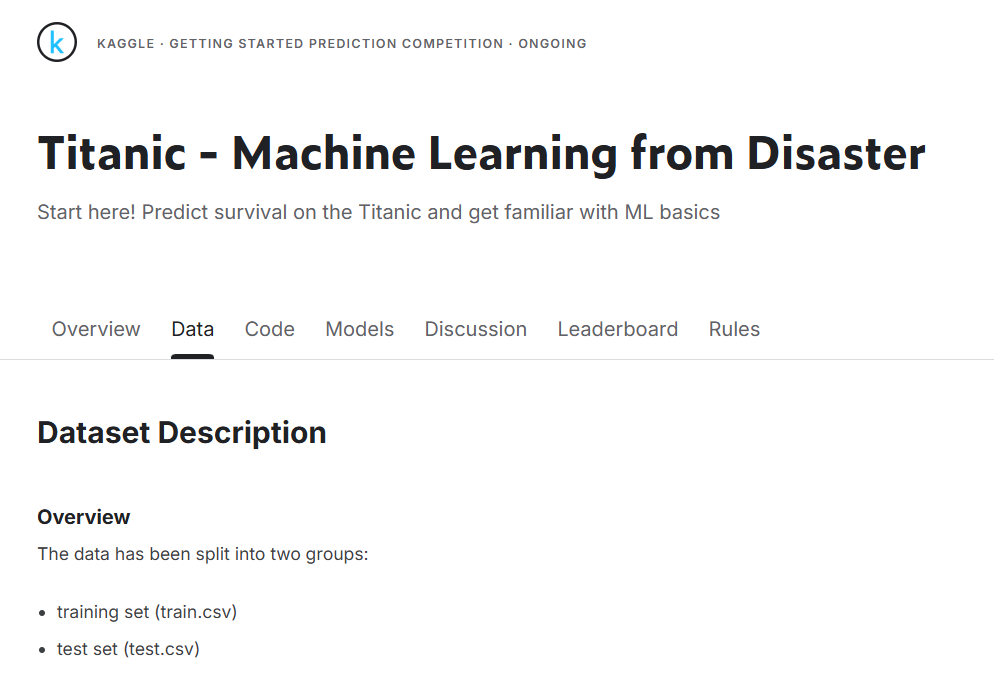 k
KAGGLE · GETTING STARTED PREDICTION COMPETITION · ONGOING
Titanic - Machine Learning from Disaster
Start here! Predict survival on the Titanic and get familiar with ML basics
Overview Data Code Models Discussion Leaderboard Rules
Dataset Description
Overview
The data has been split into two groups:
• training set (train.csv)
• test set (test.csv)